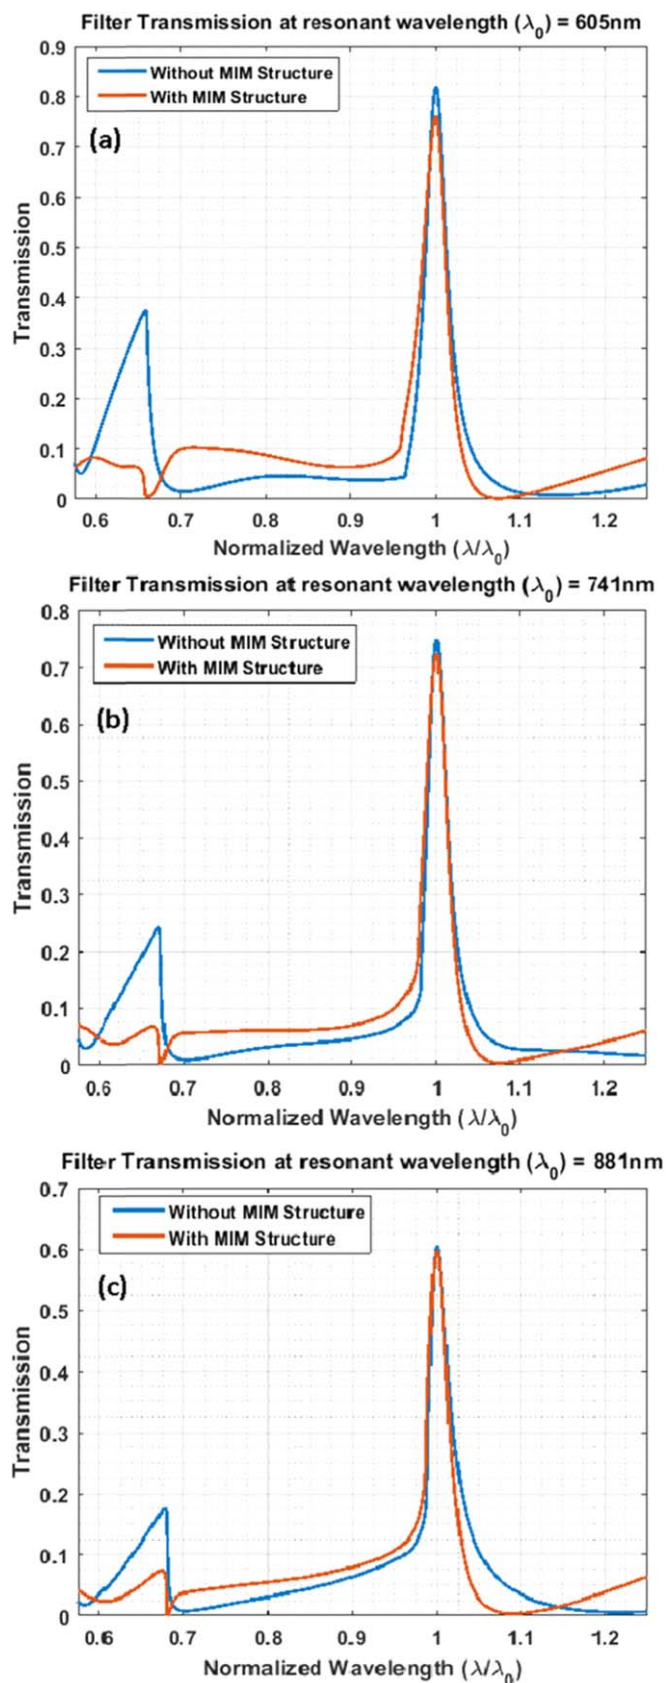 Filter Transmission at resonant wavelength (λ0) = 605nm
0.9
Without MIM Structure
With MIM Structure
0.8
(a)
0.7
0.6
0.5
0.4
0.3
0.2
0.1
0
Transmission
0.6 0.7 0.8 0.9 1 1.1 1.2
Normalized Wavelength (λ/λ0)
Filter Transmission at resonant wavelength (λ0) = 741nm
0.8
Without MIM Structure
With MIM Structure
0.7
(b)
0.6
0.5
0.4
0.3
0.2
0.1
0
Transmission
0.6 0.7 0.8 0.9 1 1.1 1.2
Normalized Wavelength (λ/λ0)
Filter Transmission at resonant wavelength (λ0) = 881nm
0.7
Without MIM Structure
With MIM Structure
0.6
(c)
0.5
0.4
0.3
0.2
0.1
0
Transmission
0.6 0.7 0.8 0.9 1 1.1 1.2
Normalized Wavelength (λ/λ0)